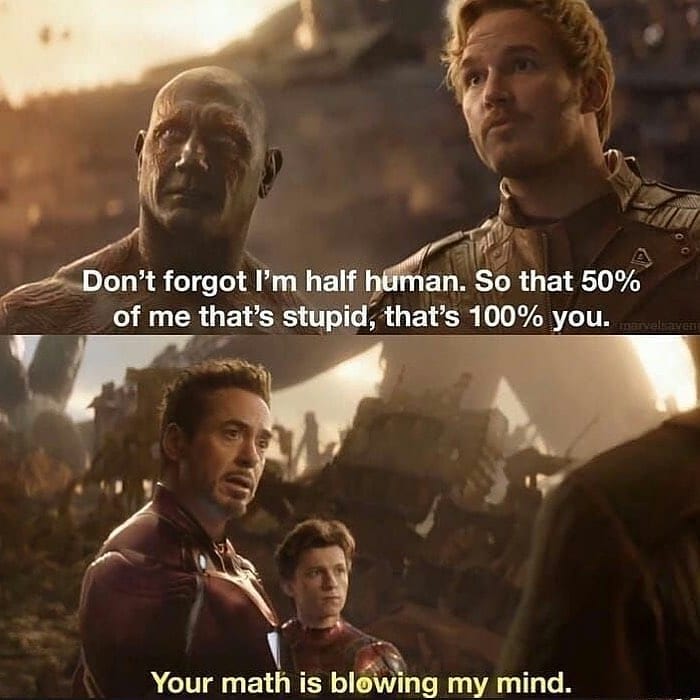 Don't forgot I'm half human. So that 50%
of me that's stupid, that's 100% you.
marvelsaven
Your math is blowing my mind.